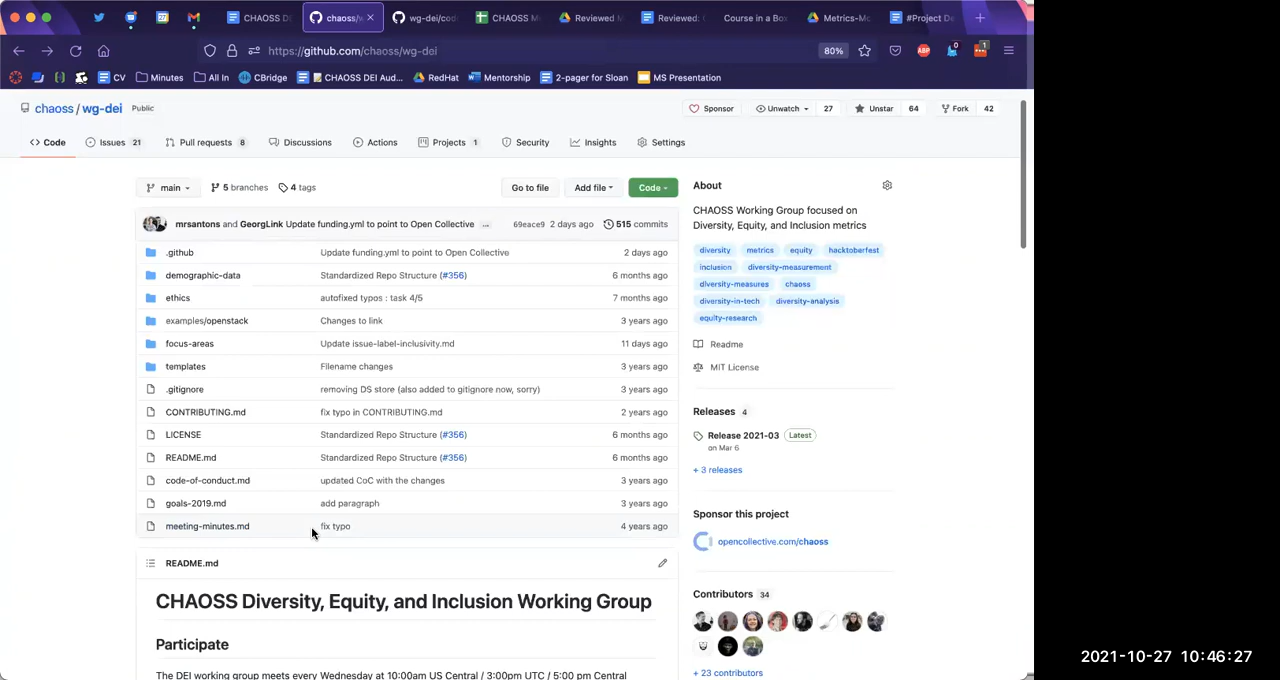 CHAOSS DE
chaoss/w
wg-dei/cod
CHAOSS M
Reviewed M
Reviewed: C
Course in a Box
Metrics-Mo
#Project De
https://github.com/chaoss/wg-dei
80%
CV Minutes All In CBridge CHAOSS DEI Aud... RedHat Mentorship 2-pager for Sloan MS Presentation
chaoss / wg-dei Public
Sponsor Unwatch 27 Unstar 64 Fork 42
Code Issues 21 Pull requests 8 Discussions Actions Projects 1 Security Insights Settings
main 5 branches 4 tags Go to file Add file Code
mrsantons and GeorgLink Update funding.yml to point to Open Collective ... 69eace9 2 days ago 515 commits
.github Update funding.yml to point to Open Collective 2 days ago
demographic-data Standardized Repo Structure (#356) 6 months ago
ethics autofixed typos : task 4/5 7 months ago
examples/openstack Changes to link 3 years ago
focus-areas Update issue-label-inclusivity.md 11 days ago
templates Filename changes 3 years ago
.gitignore removing DS store (also added to gitignore now, sorry) 3 years ago
CONTRIBUTING.md fix typo in CONTRIBUTING.md 2 years ago
LICENSE Standardized Repo Structure (#356) 6 months ago
README.md Standardized Repo Structure (#356) 6 months ago
code-of-conduct.md updated CoC with the changes 3 years ago
goals-2019.md add paragraph 3 years ago
meeting-minutes.md fix typo 4 years ago
README.md
CHAOSS Diversity, Equity, and Inclusion Working Group
Participate
The DEI working group meets every Wednesday at 10:00am US Central / 3:00pm UTC / 5:00 pm Central
About
CHAOSS Working Group focused on
Diversity, Equity, and Inclusion metrics
diversity metrics equity hacktoberfest
inclusion diversity-measurement
diversity-measures chaoss
diversity-in-tech diversity-analysis
equity-research
Readme
MIT License
Releases 4
Release 2021-03 Latest
on Mar 6
+ 3 releases
Sponsor this project
opencollective.com/chaoss
Contributors 34
+ 23 contributors
2021-10-27 10:46:27